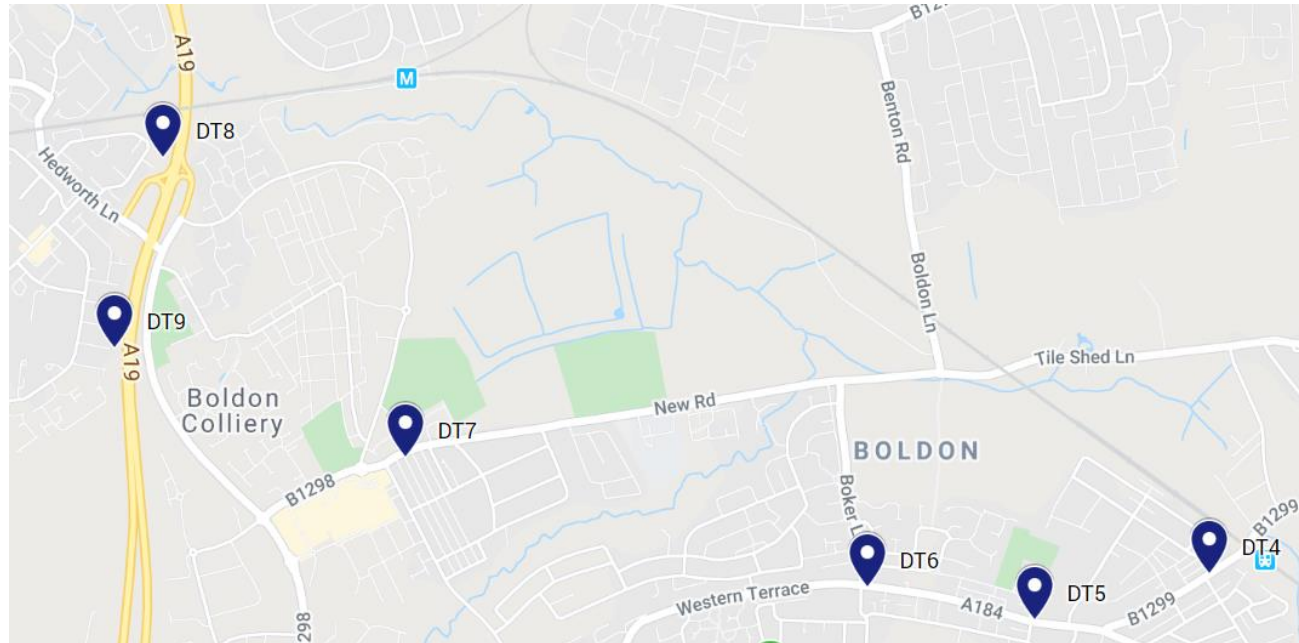 A19
B12
M
DT8
Benton Rd
Hedworth Ln
Boldon Ln
DT9
A19
Tile Shed Ln
Boldon
Colliery
New Rd
DT7
BOLDON
B1298
Boker L
B1299
DT6
DT4
Western Terrace
A184
DT5
B1299
298